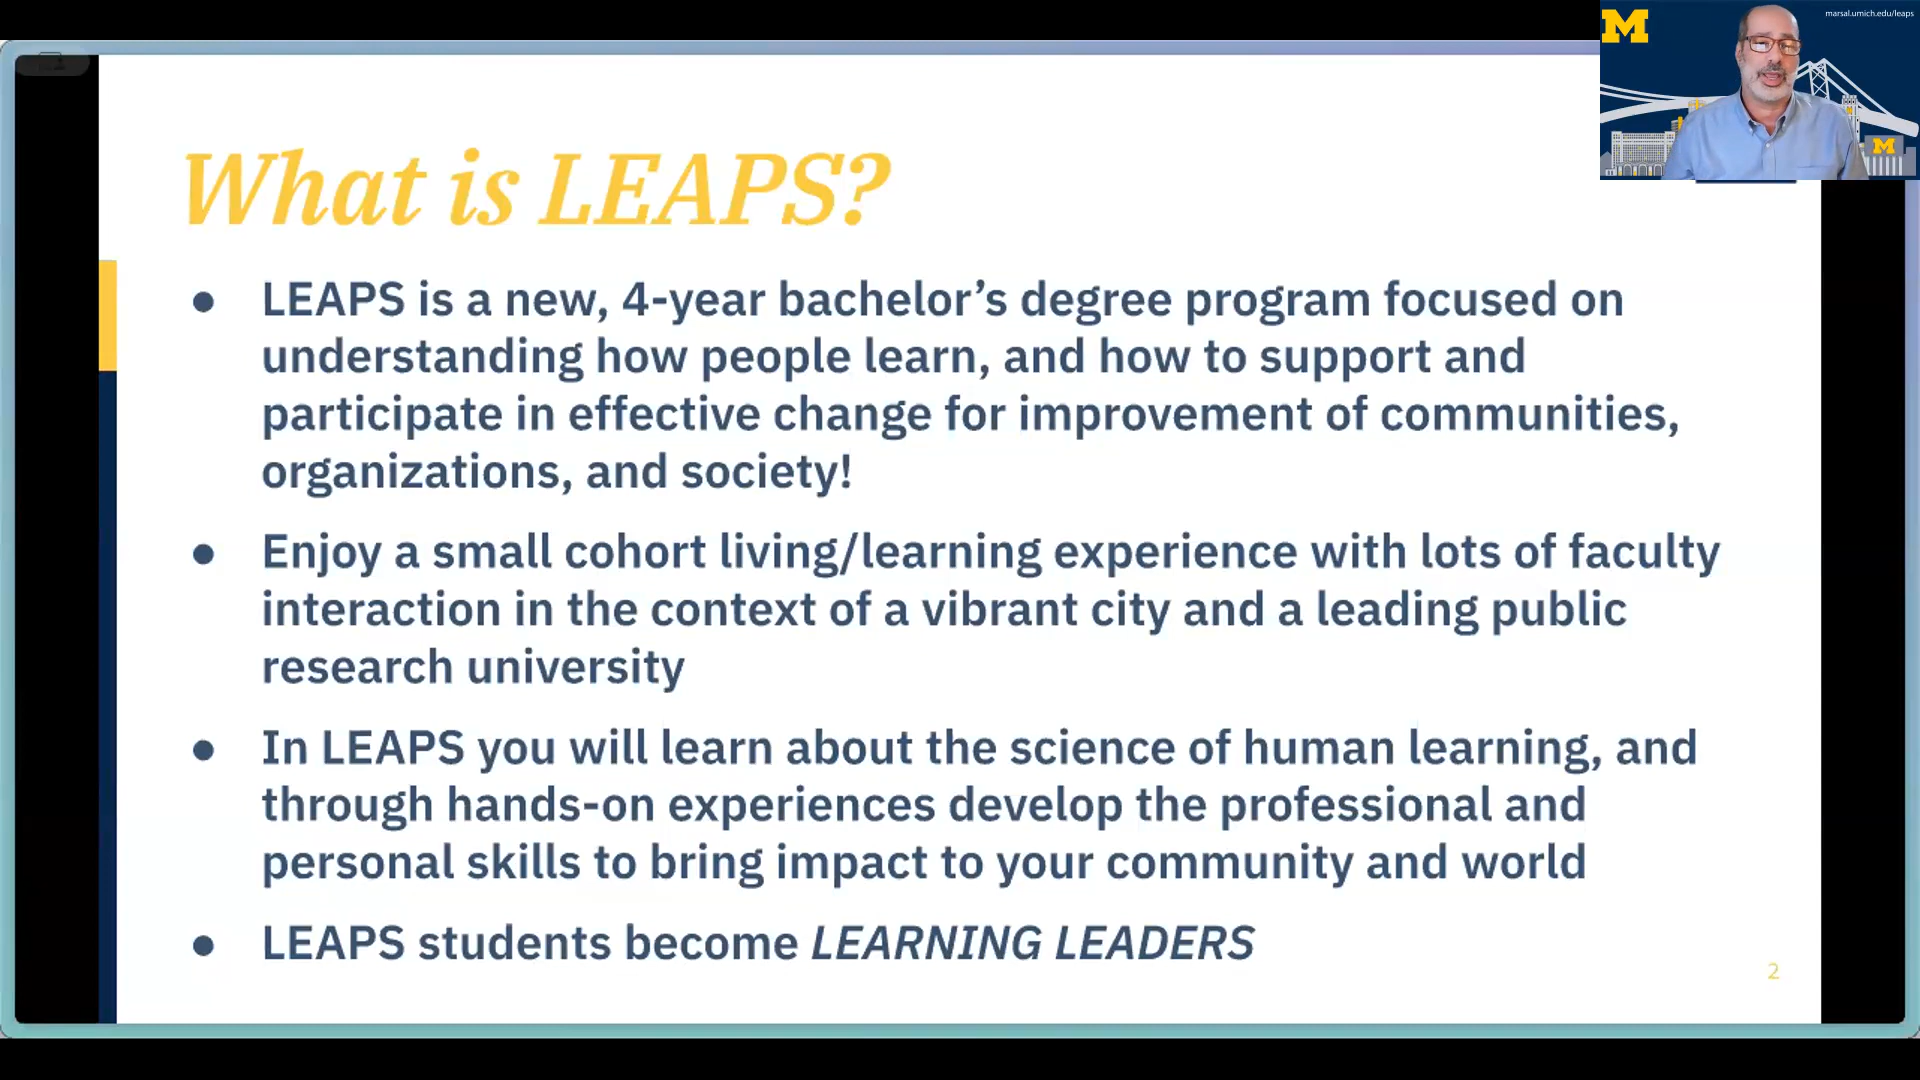 marsal.umich.edu/leaps
M
M
What is LEAPS?
● LEAPS is a new, 4-year bachelor’s degree program focused on
understanding how people learn, and how to support and
participate in effective change for improvement of communities,
organizations, and society!
● Enjoy a small cohort living/learning experience with lots of faculty
interaction in the context of a vibrant city and a leading public
research university
● In LEAPS you will learn about the science of human learning, and
through hands-on experiences develop the professional and
personal skills to bring impact to your community and world
● LEAPS students become LEARNING LEADERS
2